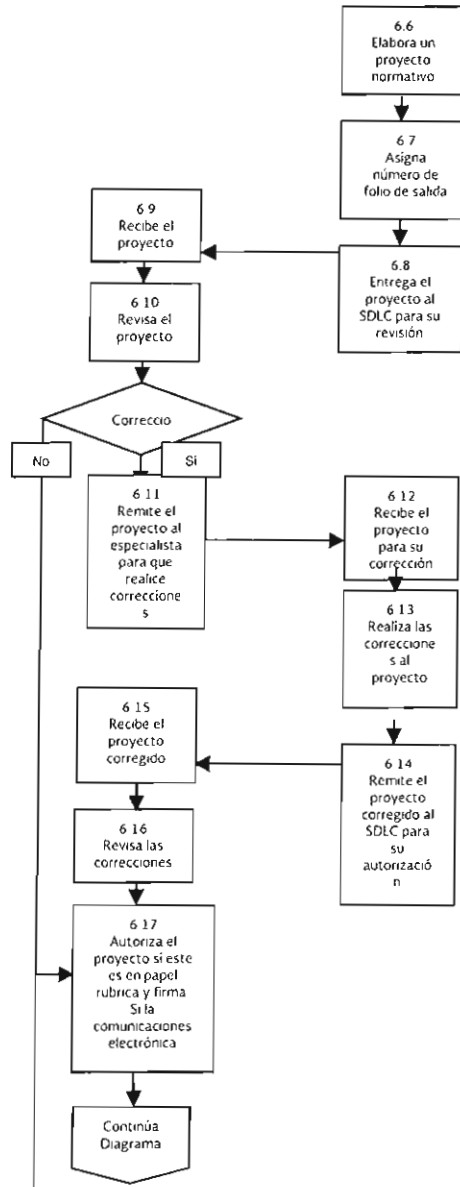 6.6
Elabora un
proyecto
normativo
6 7
Asigna
número de
folio de salida
6.8
Entrega el
proyecto al
SDLC para su
revisión
6 9
Recibe el
proyecto
6 10
Revisa el
proyecto
Correccio
No
Sí
6 11
Remite el
proyecto al
especialista
para que
realice
correccione
s
6 12
Recibe el
proyecto
para su
corrección
6 13
Realiza las
correccione
s al
proyecto
6 14
Remite el
proyecto
corregido al
SDLC para
su
autorizació
n
6 15
Recibe el
proyecto
corregido
6 16
Revisa las
correcciones
6 17
Autoriza el
proyecto si este
es en papel
rubrica y firma
Si la
comunicaciones
electrónica
Continúa
Diagrama